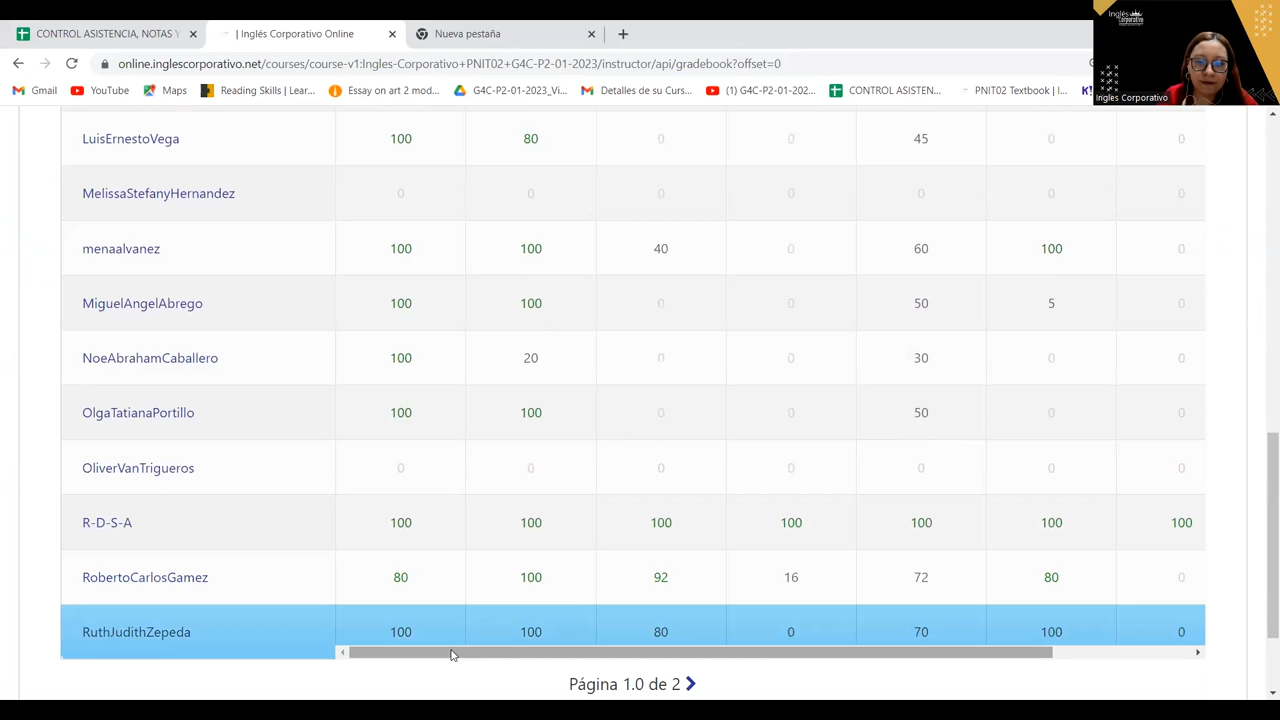 CONTROL ASISTENCIA, NOTAS Y
| Inglés Corporativo Online
Nueva pestaña
online.inglescorporativo.net/courses/course-v1:Ingles-Corporativo+PNIT02+G4C-P2-01-2023/instructor/api/gradebook?offset=0
Gmail YouTube Maps Reading Skills | Lear... Essay on art 2 mod... G4C-P2-01-2023_Vi... Detalles de su Curs... (1) G4C-P2-01-202... CONTROL ASISTEN... PNIT02 Textbook | I...
Inglés
Corporativo
Ingles Corporativo
LuisErnestoVega 100 80 0 0 45 0 0
MelissaStefanyHernandez 0 0 0 0 0 0 0
menaalvanez 100 100 40 0 60 100 0
MiguelAngelAbrego 100 100 0 0 50 5 0
NoeAbrahamCaballero 100 20 0 0 30 0 0
OlgaTatianaPortillo 100 100 0 0 50 0 0
OliverVanTrigueros 0 0 0 0 0 0 0
R-D-S-A 100 100 100 100 100 100 100
RobertoCarlosGamez 80 100 92 16 72 80 0
RuthJudithZepeda 100 100 80 0 70 100 0
Página 1.0 de 2